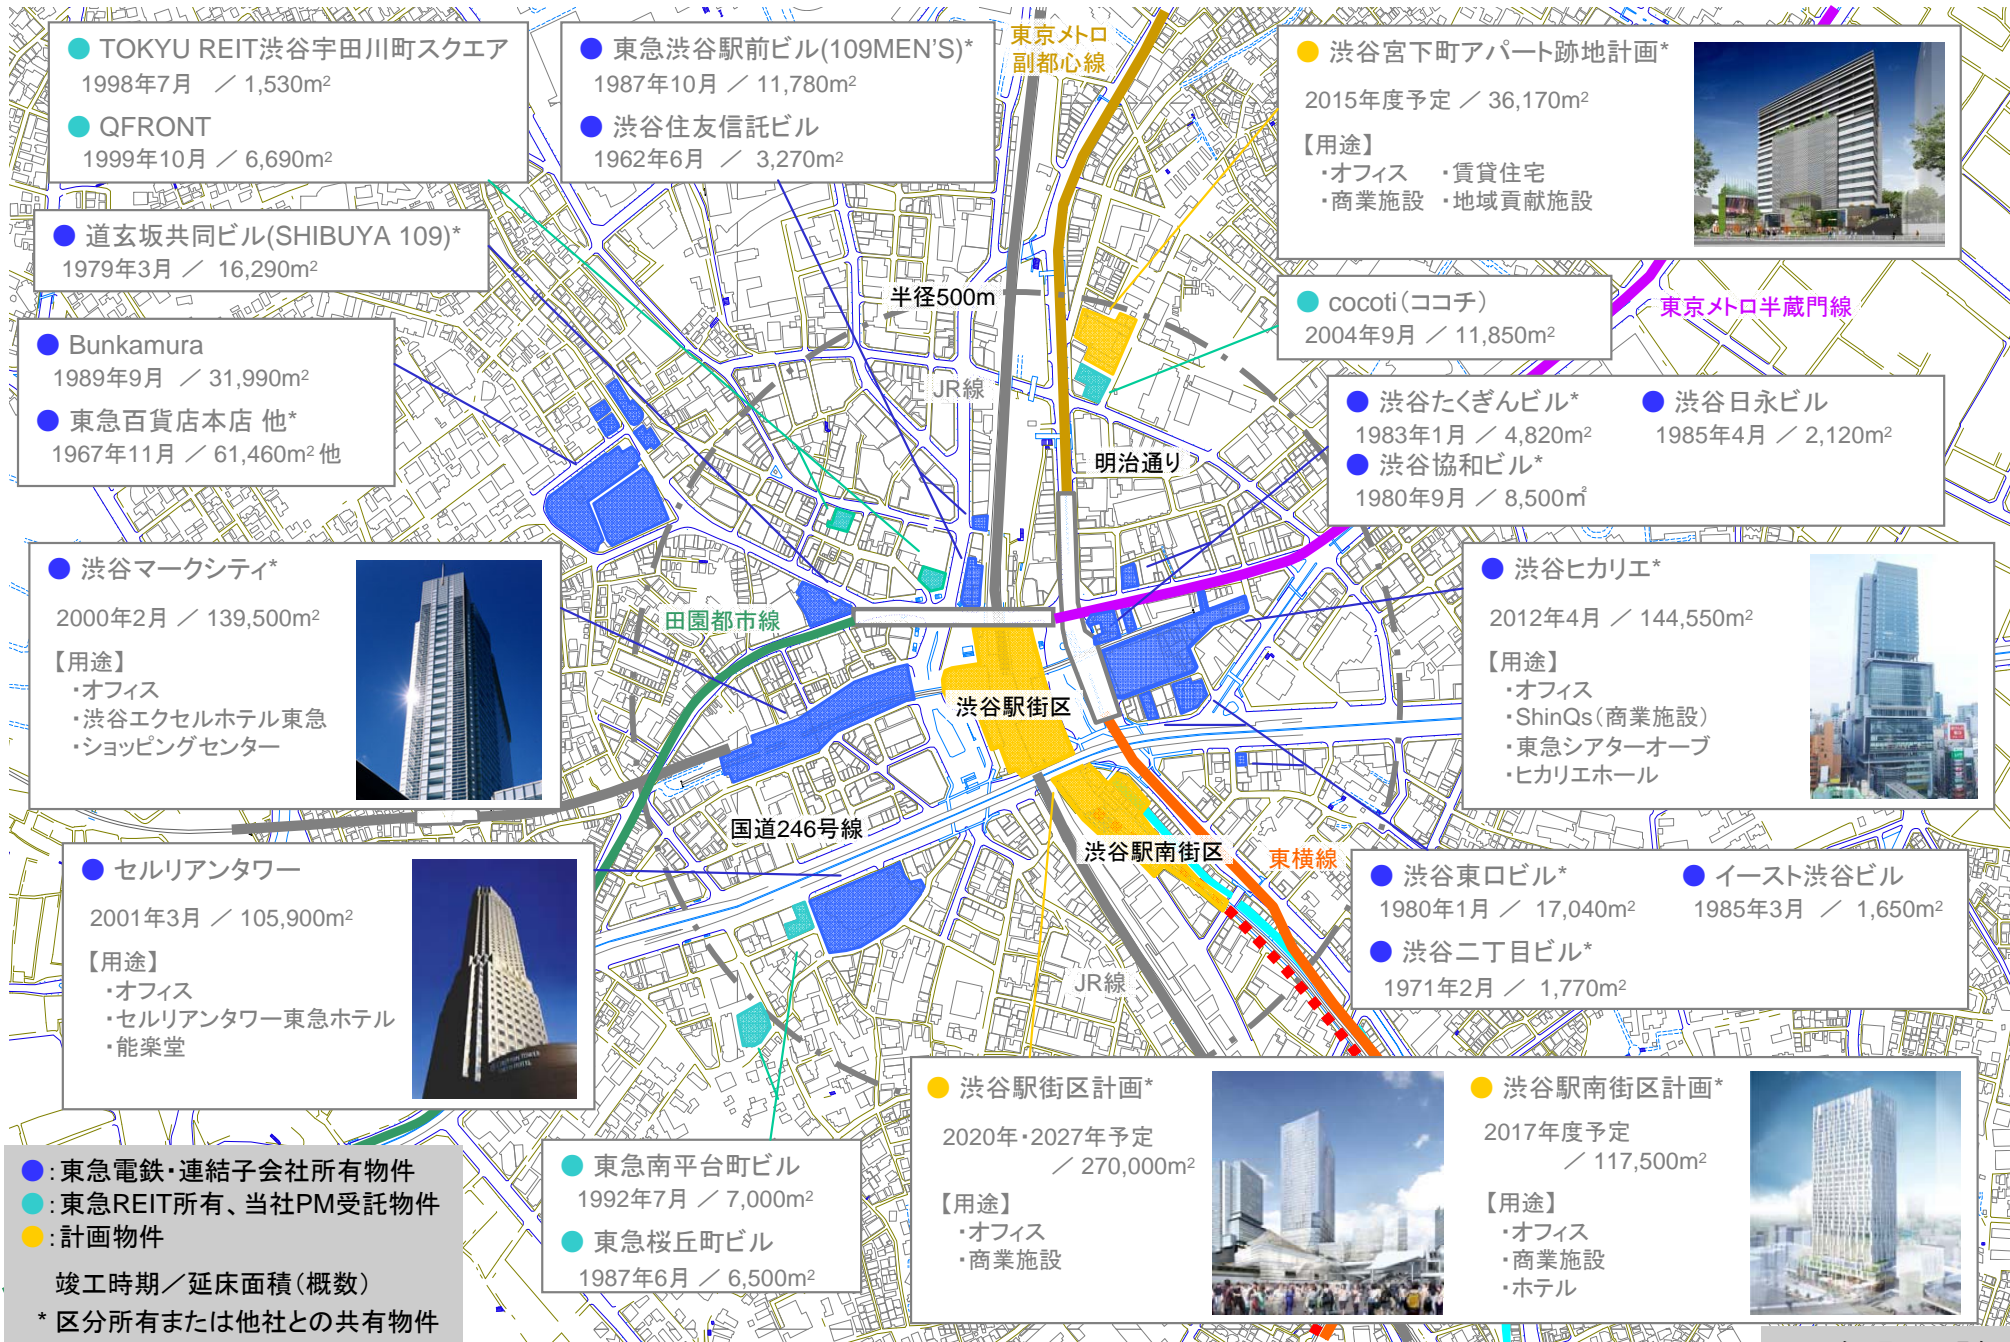 ● TOKYU REIT渋谷宇田川町スクエア
1998年7月 ／ 1,530m²
● QFRONT
1999年10月 ／ 6,690m²
● 東急渋谷駅前ビル(109MEN'S)*
1987年10月 ／ 11,780m²
● 渋谷住友信託ビル
1962年6月 ／ 3,270m²
東京メトロ
副都心線
● 渋谷宮下町アパート跡地計画*
2015年度予定 ／ 36,170m²
【用途】
・オフィス ・賃貸住宅
・商業施設 ・地域貢献施設
● 道玄坂共同ビル(SHIBUYA 109)*
1979年3月 ／ 16,290m²
半径500m
● cocoti（ココチ）
2004年9月 ／ 11,850m²
東京メトロ半蔵門線
● Bunkamura
1989年9月 ／ 31,990m²
● 東急百貨店本店 他*
1967年11月 ／ 61,460m² 他
JR線
明治通り
● 渋谷たくぎんビル*
1983年1月 ／ 4,820m²
● 渋谷日永ビル
1985年4月 ／ 2,120m²
● 渋谷協和ビル*
1980年9月 ／ 8,500㎡
● 渋谷マークシティ*
2000年2月 ／ 139,500m²
【用途】
・オフィス
・渋谷エクセルホテル東急
・ショッピングセンター
田園都市線
渋谷駅街区
● 渋谷ヒカリエ*
2012年4月 ／ 144,550m²
【用途】
・オフィス
・ShinQs（商業施設）
・東急シアターオーブ
・ヒカリエホール
国道246号線
渋谷駅南街区
東横線
● セルリアンタワー
2001年3月 ／ 105,900m²
【用途】
・オフィス
・セルリアンタワー東急ホテル
・能楽堂
● 渋谷東口ビル*
1980年1月 ／ 17,040m²
● イースト渋谷ビル
1985年3月 ／ 1,650m²
● 渋谷二丁目ビル*
1971年2月 ／ 1,770m²
JR線
● 渋谷駅街区計画*
2020年・2027年予定
／ 270,000m²
【用途】
・オフィス
・商業施設
● 渋谷駅南街区計画*
2017年度予定
／ 117,500m²
【用途】
・オフィス
・商業施設
・ホテル
● 東急南平台町ビル
1992年7月 ／ 7,000m²
● 東急桜丘町ビル
1987年6月 ／ 6,500m²
●：東急電鉄・連結子会社所有物件
●：東急REIT所有、当社PM受託物件
●：計画物件
竣工時期／延床面積（概数）
* 区分所有または他社との共有物件